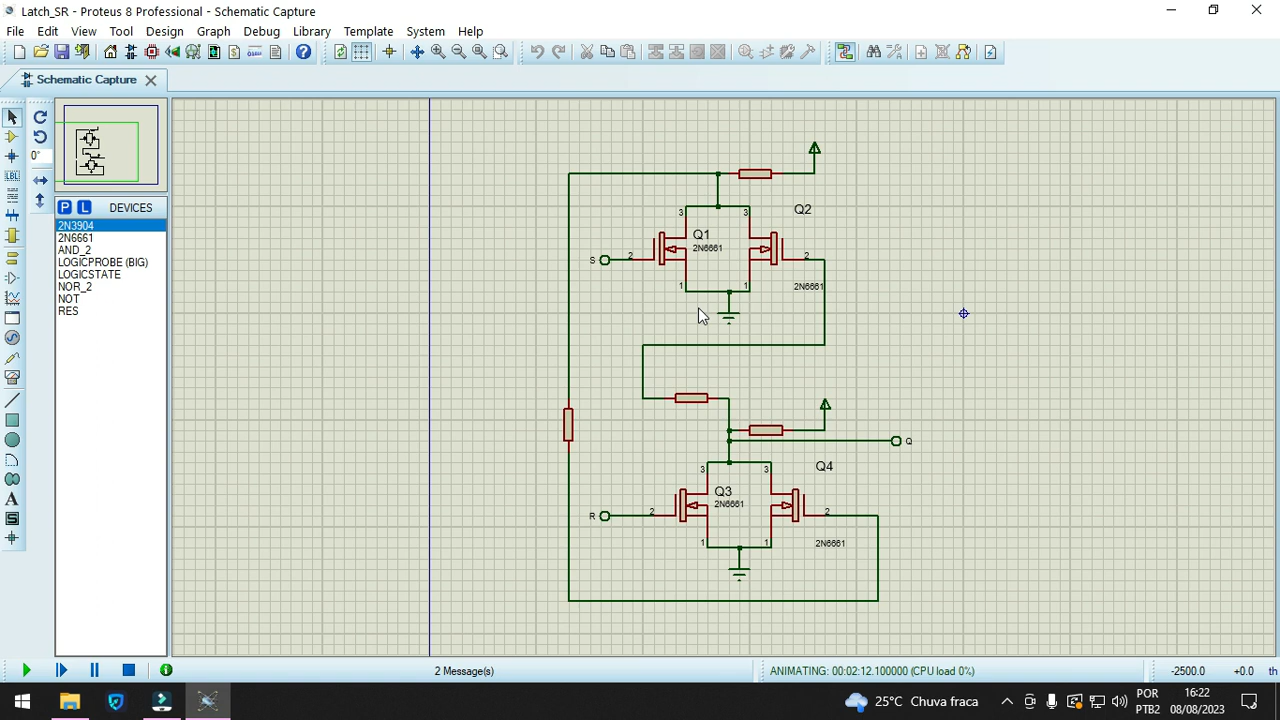 Latch_SR - Proteus 8 Professional - Schematic Capture
File Edit View Tool Design Graph Debug Library Template System Help
Schematic Capture
0°
LBL
P L DEVICES
2N3904
2N6661
AND_2
LOGICPROBE (BIG)
LOGICSTATE
NOR_2
NOT
RES
A
S
3
3
Q2
Q1
2N6661
S
2
2
1
1
2N6661
Q
3
3
Q4
Q3
2N6661
R
2
2
1
1
2N6661
2 Message(s)
ANIMATING: 00:02:12.100000 (CPU load 0%)
-2500.0 +0.0 th
25°C Chuva fraca
POR
PTB2
16:22
08/08/2023